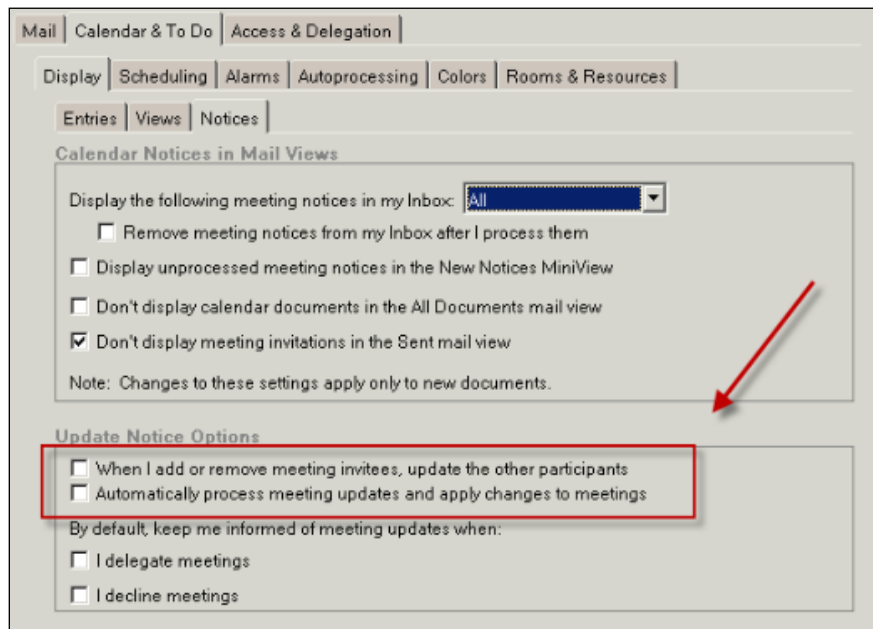 Mail Calendar & To Do Access & Delegation
Display Scheduling Alarms Autoprocessing Colors Rooms & Resources
Entries Views Notices
Calendar Notices in Mail Views
Display the following meeting notices in my Inbox: All
Remove meeting notices from my Inbox after I process them
Display unprocessed meeting notices in the New Notices MiniView
Don't display calendar documents in the All Documents mail view
Don't display meeting invitations in the Sent mail view
Note: Changes to these settings apply only to new documents.
Update Notice Options
When I add or remove meeting invitees, update the other participants
Automatically process meeting updates and apply changes to meetings
By default, keep me informed of meeting updates when:
I delegate meetings
I decline meetings